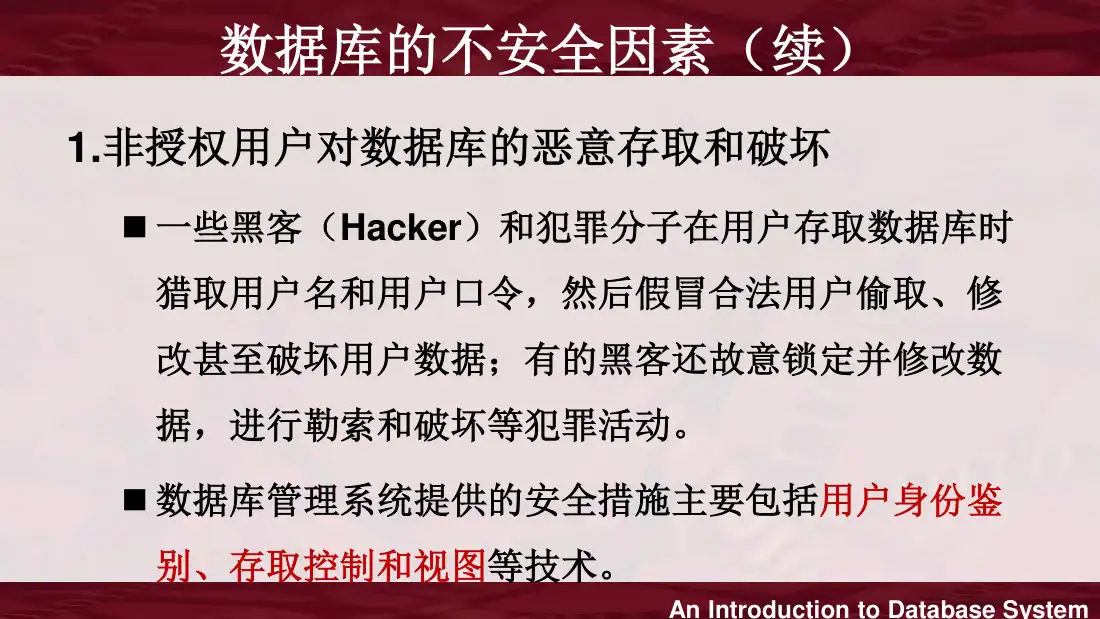 数据库的不安全因素（续）
1.非授权用户对数据库的恶意存取和破坏
■ 一些黑客（Hacker）和犯罪分子在用户存取数据库时
猎取用户名和用户口令，然后假冒合法用户偷取、修
改甚至破坏用户数据；有的黑客还故意锁定并修改数
据，进行勒索和破坏等犯罪活动。
■ 数据库管理系统提供的安全措施主要包括用户身份鉴
别、存取控制和视图等技术。
An Introduction to Database System